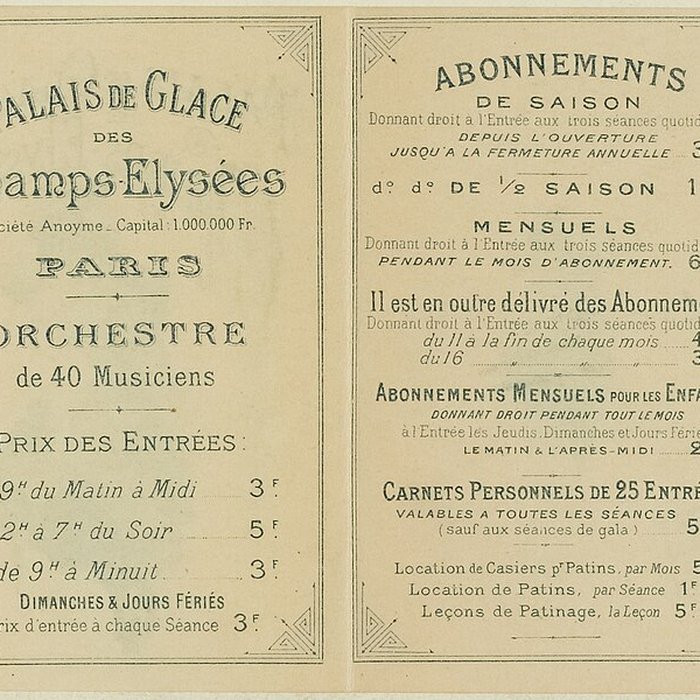 PALAIS DE GLACE
DES
Champs-Elysées
Société Anoyme _ Capital: 1.000.000 Fr.
PARIS
ORCHESTRE
de 40 Musiciens
PRIX DES ENTRÉES:
9H du Matin à Midi 3F.
2H à 7H du Soir 5F.
de 9H à Minuit 3F.
DIMANCHES & JOURS FÉRIÉS
Prix d'entrée à chaque Séance 3F.
ABONNEMENTS
DE SAISON
Donnant droit à l'Entrée aux trois séances quotid
DEPUIS L'OUVERTURE
JUSQU'A LA FERMETURE ANNUELLE 3
do. do. DE 1/2 SAISON 1
MENSUELS
Donnant droit à l'Entrée aux trois séances quotid
PENDANT LE MOIS D'ABONNEMENT. 6
Il est en outre délivré des Abonnem
Donnant droit à l'Entrée aux trois séances quotid
du 11 à la fin de chaque mois 4
du 16 „ „ „ 3
ABONNEMENTS MENSUELS POUR LES ENFA
DONNANT DROIT PENDANT TOUT LE MOIS
à l'Entrée les Jeudis, Dimanches et Jours Férié
LE MATIN & L'APRÈS-MIDI 2
CARNETS PERSONNELS DE 25 ENTRÉ
VALABLES A TOUTES LES SÉANCES
(sauf aux séances de gala) 5
Location de Casiers pr Patins, par Mois 5
Location de Patins, par Séance 1F
Leçons de Patinage, la Leçon 5F.